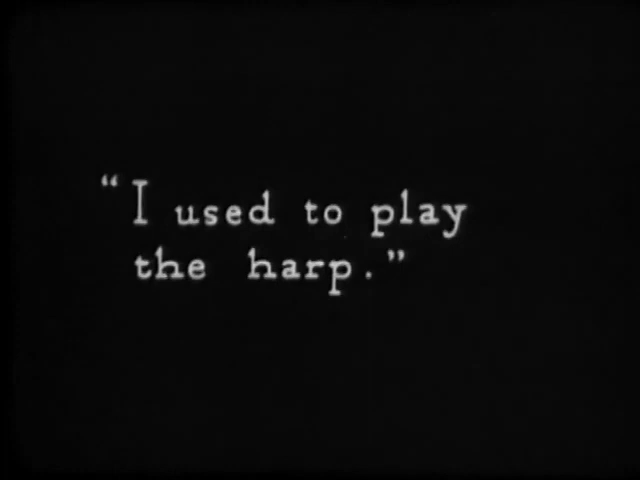 “I used to play
the harp.”